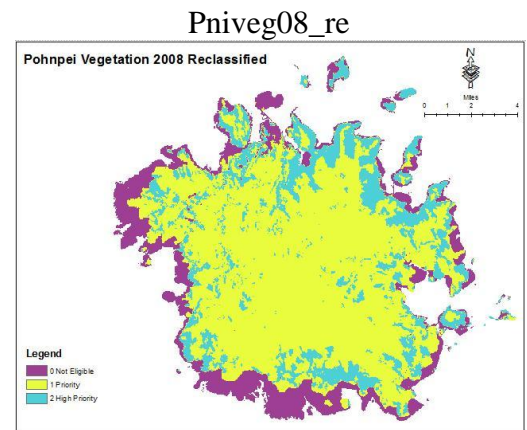 Pniveg08_re
Pohnpei Vegetation 2008 Reclassified
N
Miles
0 1 2 4
Legend
0 Not Eligible
1 Priority
2 High Priority